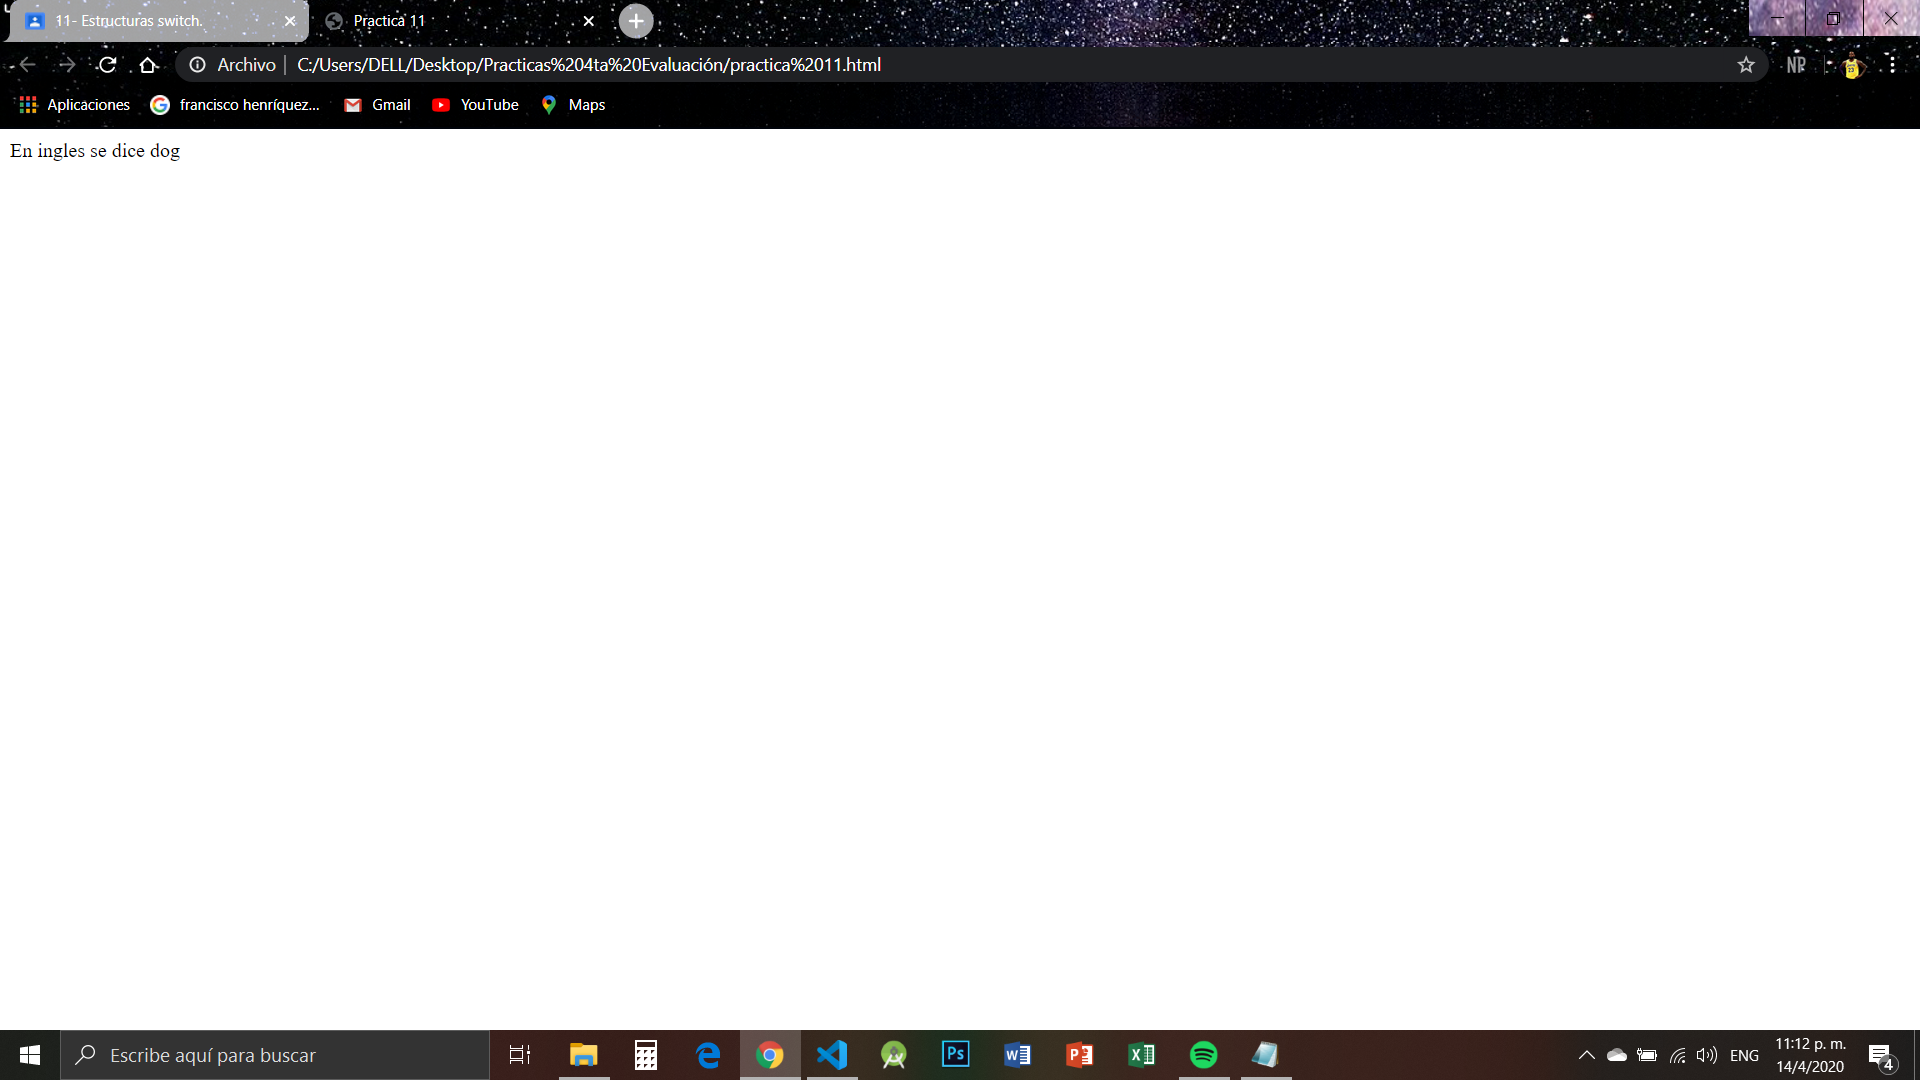 11- Estructuras switch.
Practica 11
Archivo | C:/Users/DELL/Desktop/Practicas%204ta%20Evaluación/practica%2011.html
Aplicaciones francisco henríquez... Gmail YouTube Maps
En ingles se dice dog
Escribe aquí para buscar
Ps
ENG
11:12 p. m.
14/4/2020
4